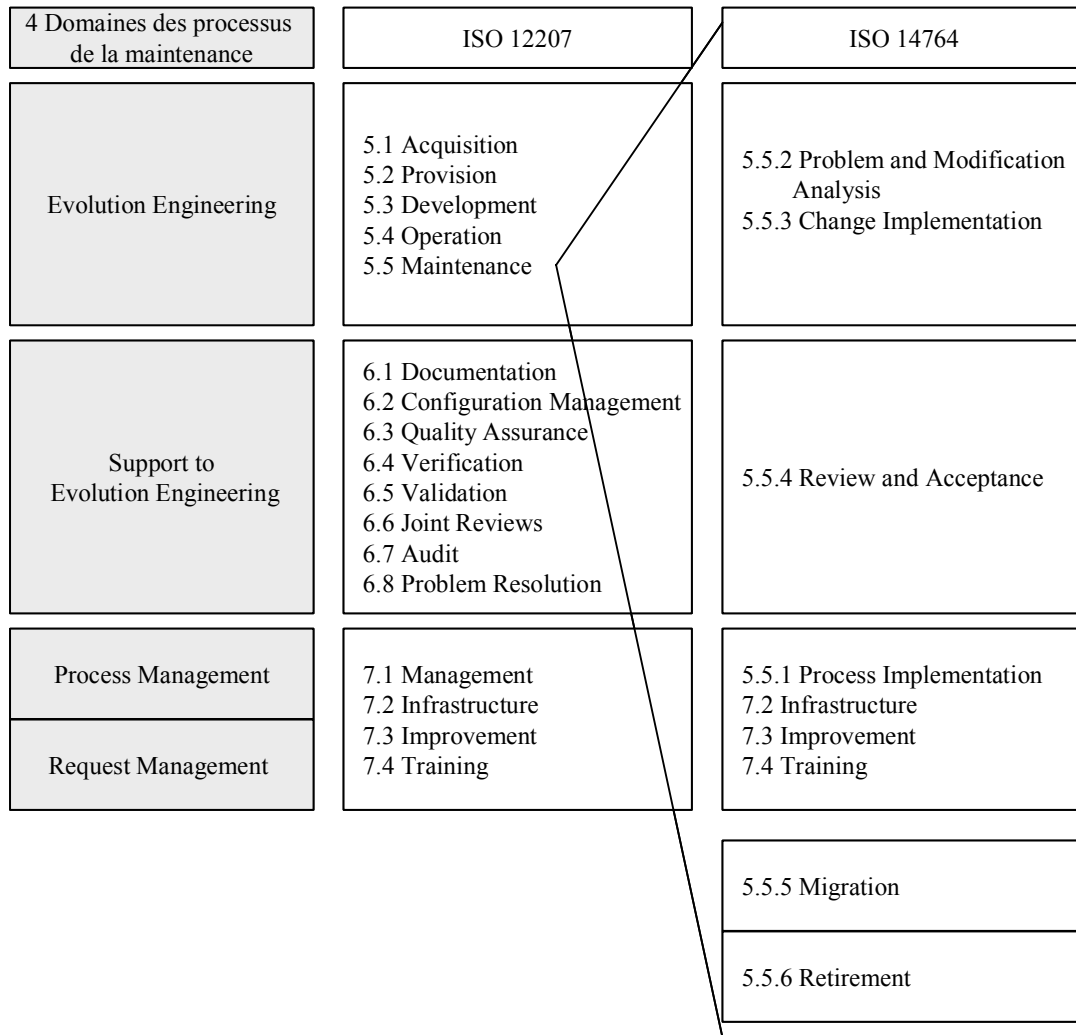 4 Domaines des processus
de la maintenance
ISO 12207
ISO 14764
Evolution Engineering
5.1 Acquisition
5.2 Provision
5.3 Development
5.4 Operation
5.5 Maintenance
5.5.2 Problem and Modification
Analysis
5.5.3 Change Implementation
Support to
Evolution Engineering
6.1 Documentation
6.2 Configuration Management
6.3 Quality Assurance
6.4 Verification
6.5 Validation
6.6 Joint Reviews
6.7 Audit
6.8 Problem Resolution
5.5.4 Review and Acceptance
Process Management
Request Management
7.1 Management
7.2 Infrastructure
7.3 Improvement
7.4 Training
5.5.1 Process Implementation
7.2 Infrastructure
7.3 Improvement
7.4 Training
5.5.5 Migration
5.5.6 Retirement